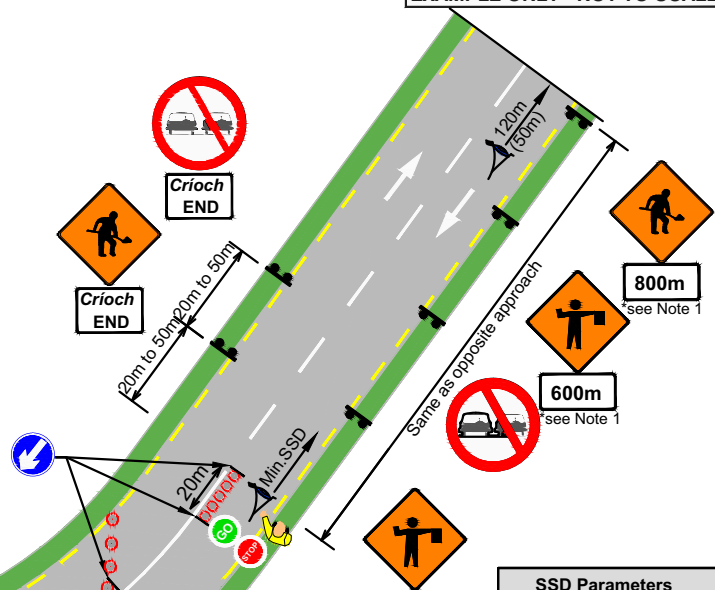 EXAMPLE ONLY - NOT TO SCALE
120m
(50m)
Críoch
END
Críoch
END
20m to 50m
20m to 50m
800m
*see Note 1
600m
*see Note 1
Same as opposite approach
Min.SSD
20m
GO
STOP
SSD Parameters